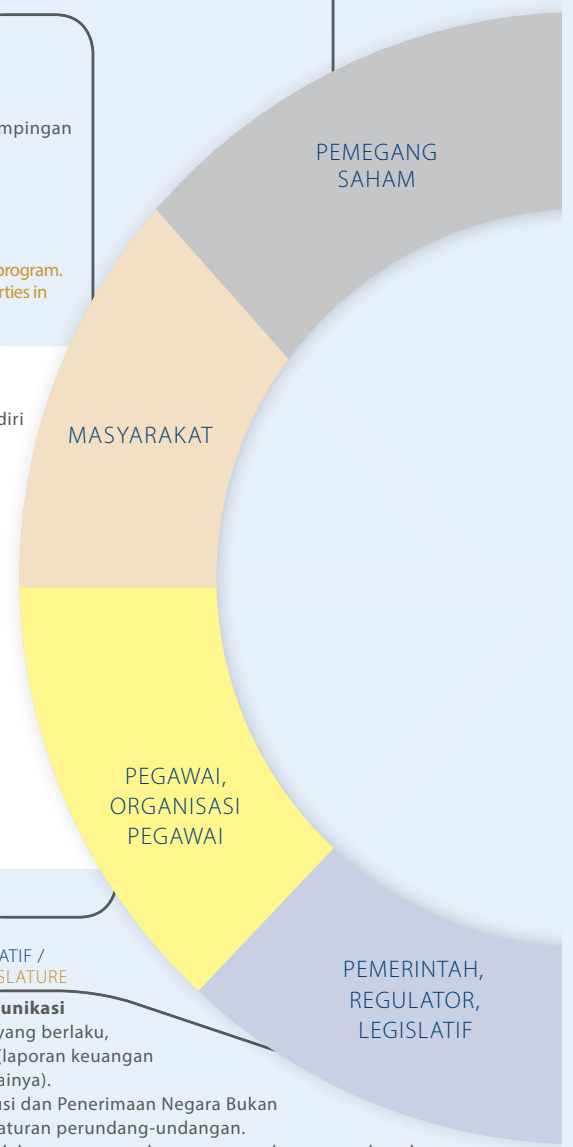 mpingan
program.
rties in
diri
PEMEGANG
SAHAM
MASYARAKAT
PEGAWAI,
ORGANISASI
PEGAWAI
PEMERINTAH,
REGULATOR,
LEGISLATIF
ATIF /
SLATURE
unikasi
yang berlaku,
(laporan keuangan
ainya).
usi dan Penerimaan Negara Bukan
aturan perundang-undangan.